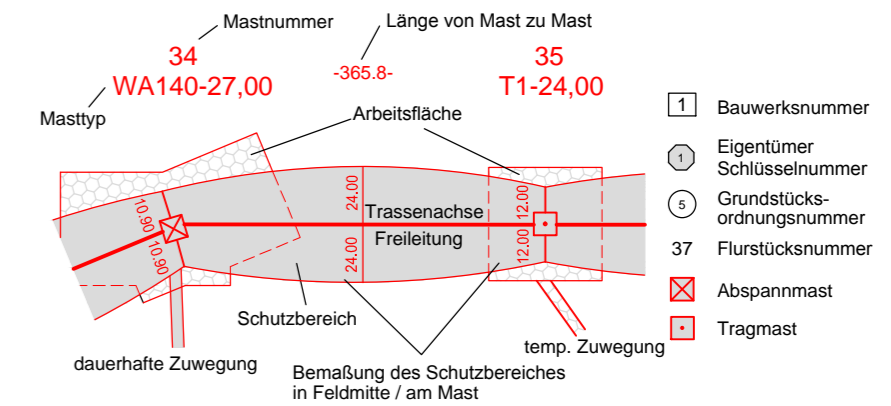 Mastnummer
Länge von Mast zu Mast
34
WA140-27,00
-365.8-
35
T1-24,00
Masttyp
Arbeitsfläche
10.90
10.90
24.00
24.00
Trassenachse
Freileitung
12.00
12.00
Schutzbereich
dauerhafte Zuwegung
Bemaßung des Schutzbereiches
in Feldmitte / am Mast
temp. Zuwegung
1
Bauwerksnummer
1
Eigentümer
Schlüsselnummer
5
Grundstücks-
ordnungsnummer
37
Flurstücksnummer
Abspannmast
Tragmast